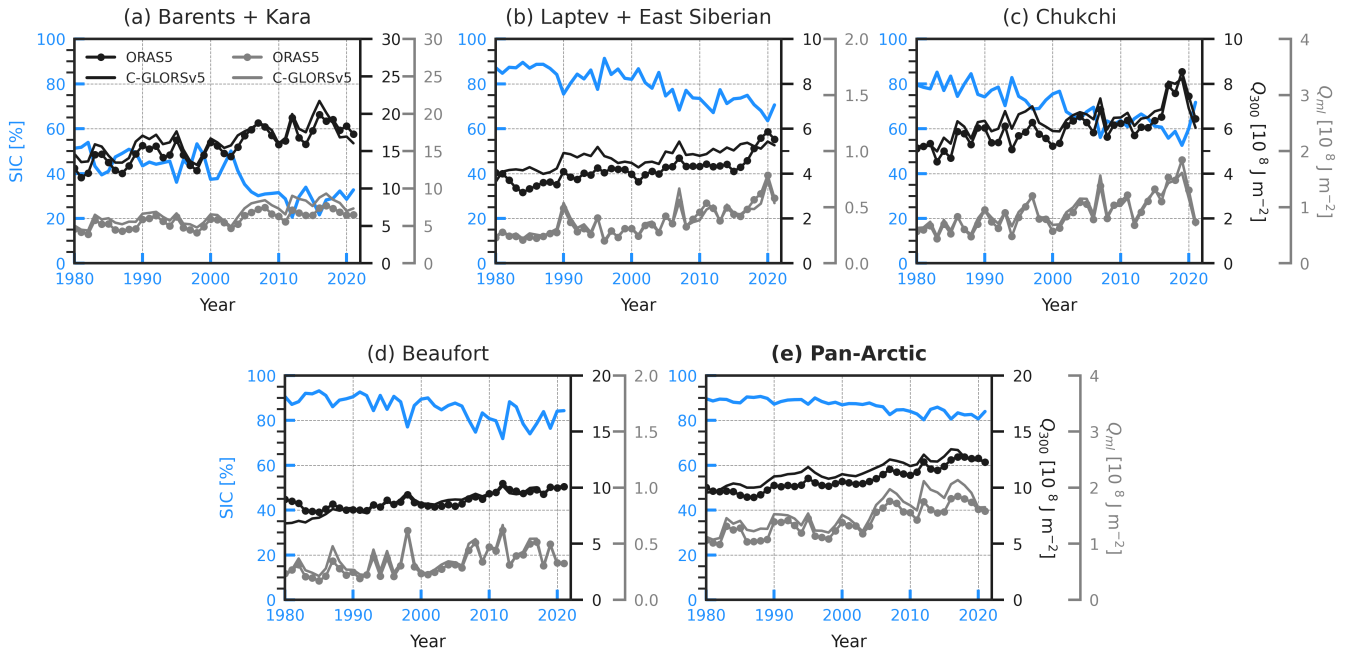 (a) Barents + Kara
(b) Laptev + East Siberian
(c) Chukchi
100 30 30
80 25 25
60 20 20
40 15 15
20 10 10
0 5 5
0 0
SIC [%]
ORAS5 ORAS5
C-GLORSv5 C-GLORSv5
1980 1990 2000 2010 2020
Year
100 10 2.0
80 8 1.5
60 6 1.0
40 4 0.5
20 2 0.0
0 0
1980 1990 2000 2010 2020
Year
100 10 4
80 8 3
60 6 2
40 4 1
20 2 0
0 0
Q₃₀₀ [10 ⁸ J m⁻²]
Qₘₗ [10 ⁸ J m⁻²]
1980 1990 2000 2010 2020
Year
(d) Beaufort
(e) Pan-Arctic
100 20 2.0
80 15 1.5
60 10 1.0
40 5 0.5
20 0 0.0
0
SIC [%]
1980 1990 2000 2010 2020
Year
100 20 4
80 15 3
60 10 2
40 5 1
20 0 0
0
Q₃₀₀ [10 ⁸ J m⁻²]
Qₘₗ [10 ⁸ J m⁻²]
1980 1990 2000 2010 2020
Year